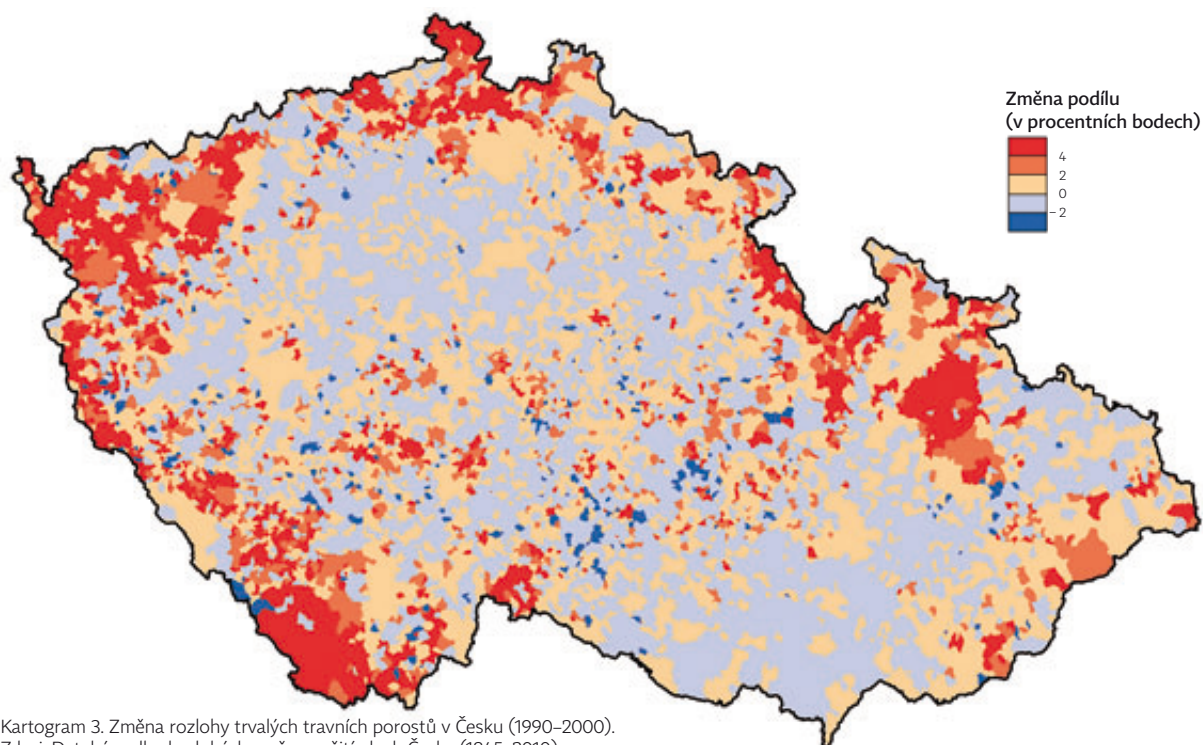 Změna podílu
(v procentních bodech)
4
2
0
-2
Kartogram 3. Změna rozlohy trvalých travních porostů v Česku (1990–2000).